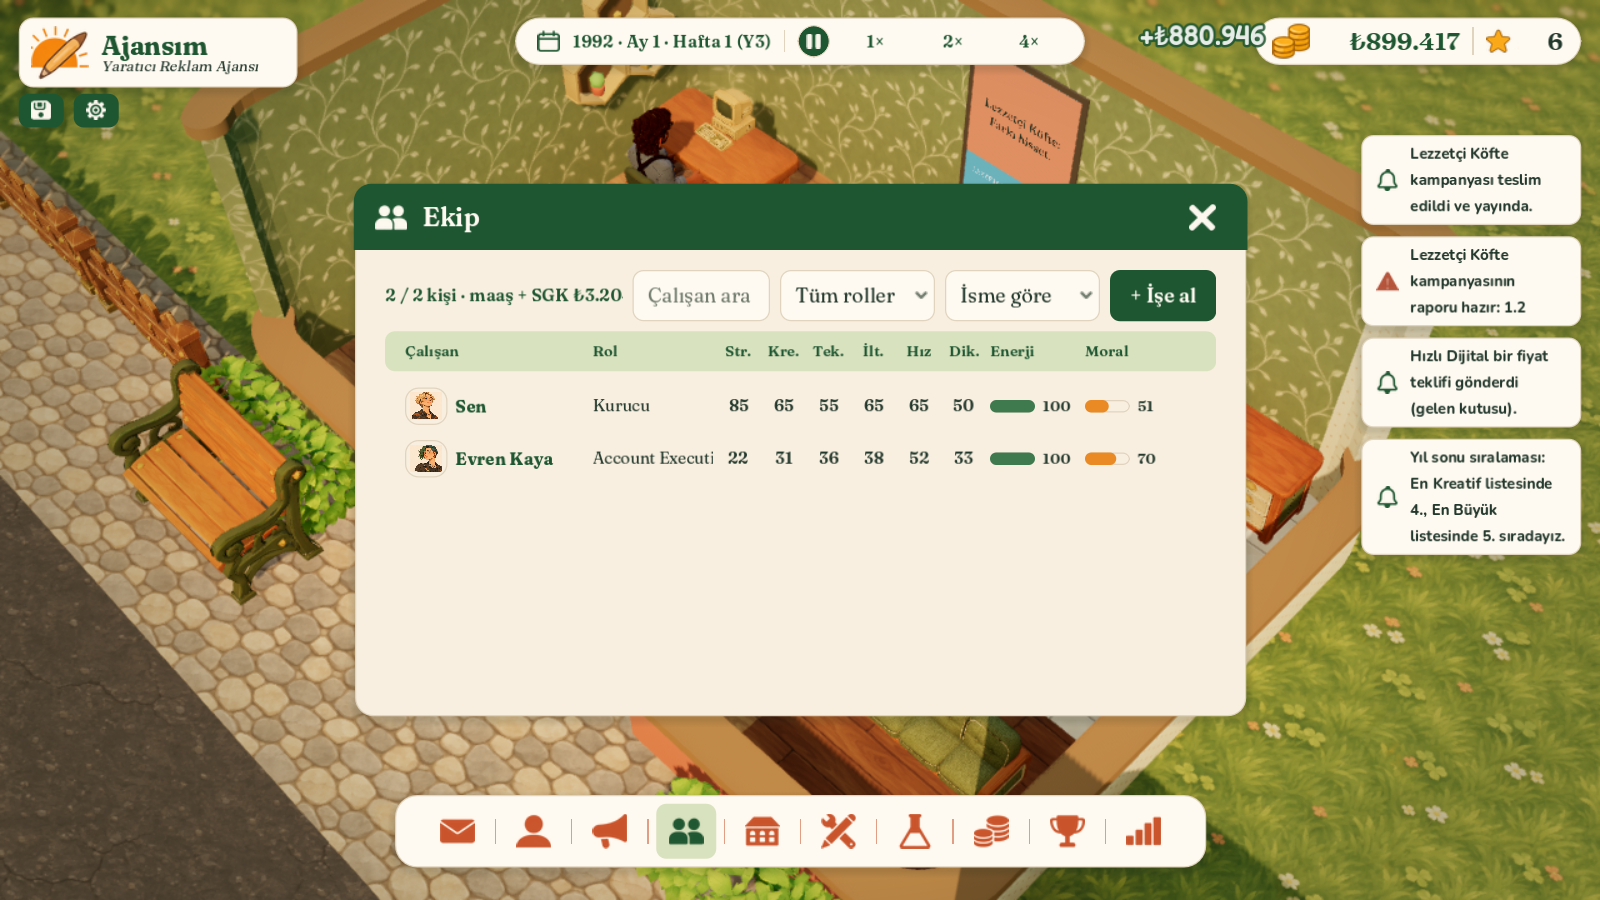 Ajansım
Yaratıcı Reklam Ajansı
1992 · Ay 1 · Hafta 1 (Y3)
1×
2×
4×
+₺880.946
₺899.417
6
Lezzetçi Köfte:
Farkı hisset.
Lezzetçi Köfte
kampanyası teslim
edildi ve yayında.
Lezzetçi Köfte
kampanyasının
raporu hazır: 1.2
Hızlı Dijital bir fiyat
teklifi gönderdi
(gelen kutusu).
Yıl sonu sıralaması:
En Kreatif listesinde
4., En Büyük
listesinde 5. sıradayız.
Ekip
2 / 2 kişi · maaş + SGK ₺3.20
Çalışan ara
Tüm roller
İsme göre
+ İşe al
Çalışan Rol Str. Kre. Tek. İlt. Hız Dik. Enerji Moral
Sen Kurucu 85 65 55 65 65 50 100 51
Evren Kaya Account Executi 22 31 36 38 52 33 100 70